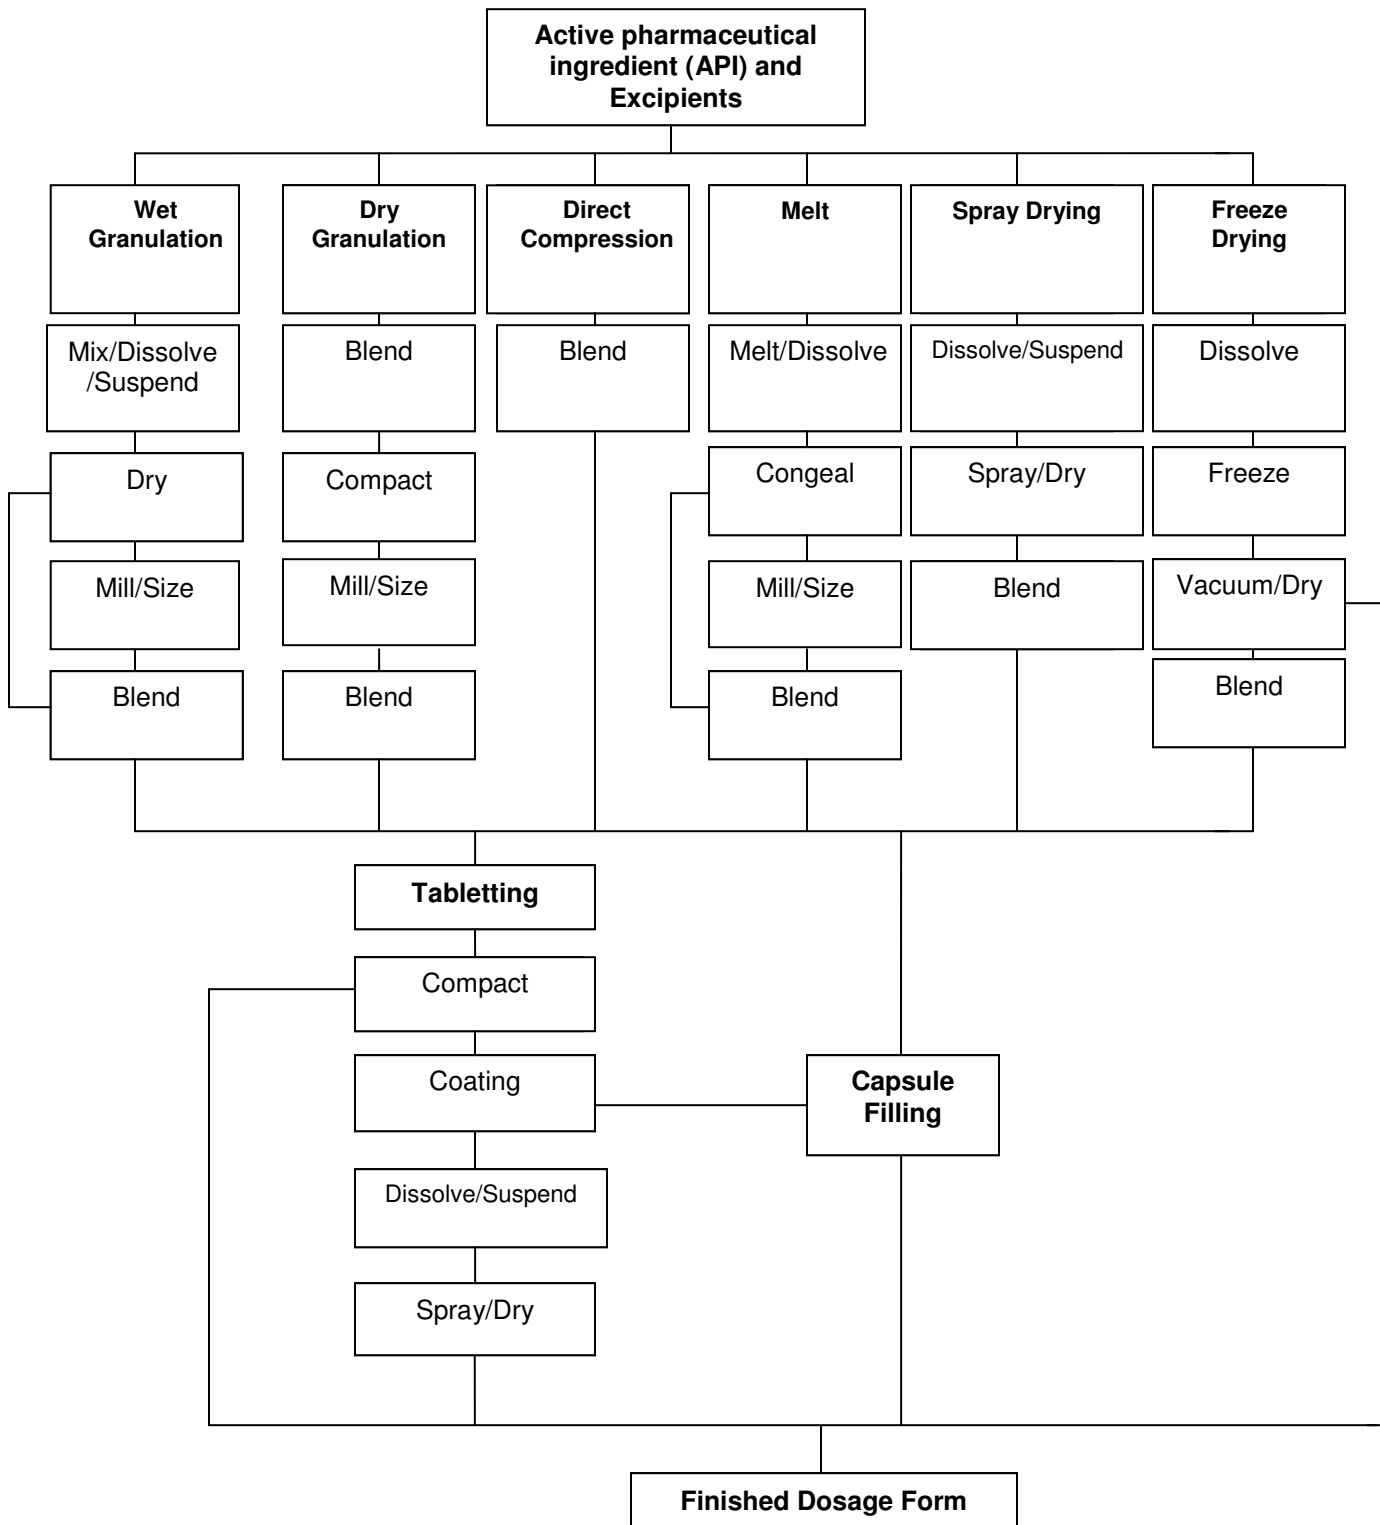 Active pharmaceutical
ingredient (API) and
Excipients
Wet
Granulation
Dry
Granulation
Direct
Compression
Melt
Spray Drying
Freeze
Drying
Mix/Dissolve
/Suspend
Blend
Blend
Melt/Dissolve
Dissolve/Suspend
Dissolve
Dry
Compact
Congeal
Spray/Dry
Freeze
Mill/Size
Mill/Size
Mill/Size
Blend
Vacuum/Dry
Blend
Blend
Blend
Blend
Tabletting
Compact
Coating
Capsule
Filling
Dissolve/Suspend
Spray/Dry
Finished Dosage Form